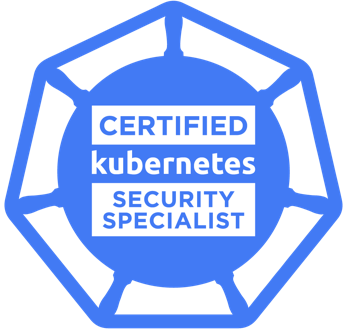 CERTIFIED
kubernetes
SECURITY
SPECIALIST